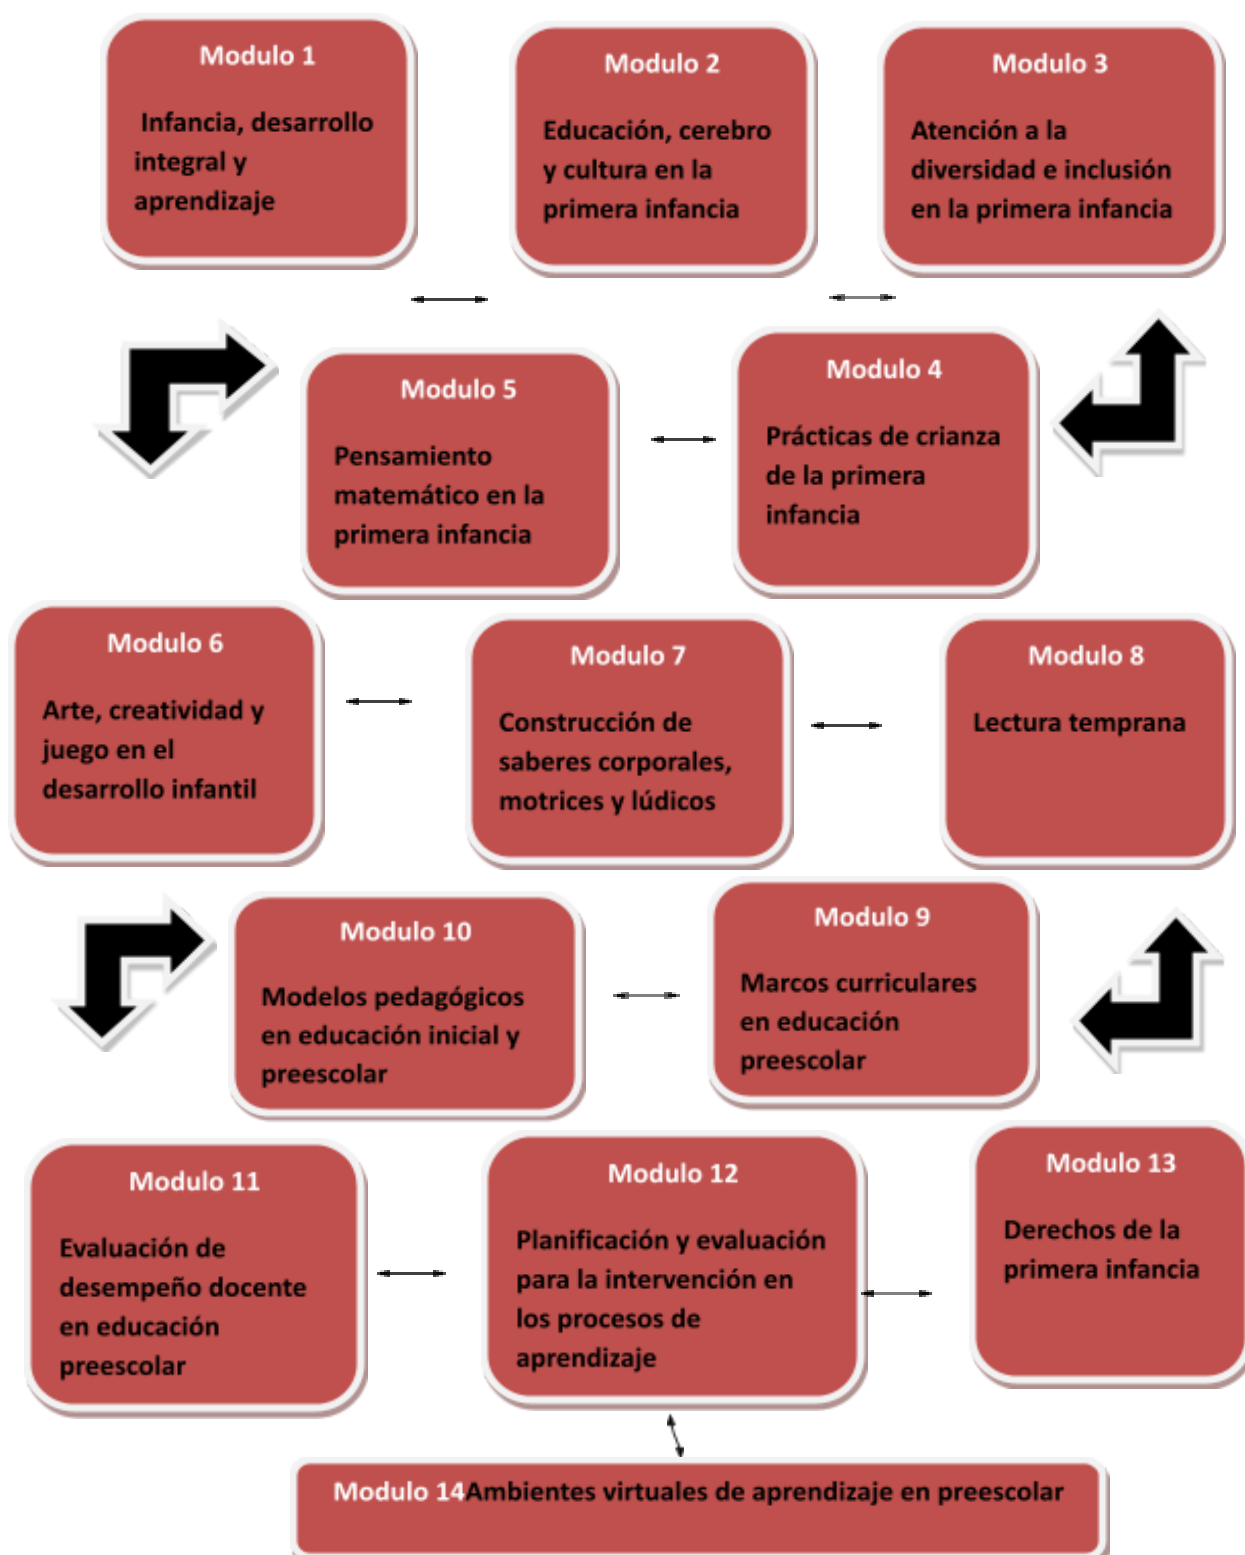 Modulo 1
Infancia, desarrollo
integral y
aprendizaje
Modulo 2
Educación, cerebro
y cultura en la
primera infancia
Modulo 3
Atención a la
diversidad e inclusión
en la primera infancia
Modulo 5
Pensamiento
matemático en la
primera infancia
Modulo 4
Prácticas de crianza
de la primera
infancia
Modulo 6
Arte, creatividad y
juego en el
desarrollo infantil
Modulo 7
Construcción de
saberes corporales,
motrices y lúdicos
Modulo 8
Lectura temprana
Modulo 10
Modelos pedagógicos
en educación inicial y
preescolar
Modulo 9
Marcos curriculares
en educación
preescolar
Modulo 11
Evaluación de
desempeño docente
en educación
preescolar
Modulo 12
Planificación y evaluación
para la intervención en
los procesos de
aprendizaje
Modulo 13
Derechos de la
primera infancia
Modulo 14Ambientes virtuales de aprendizaje en preescolar